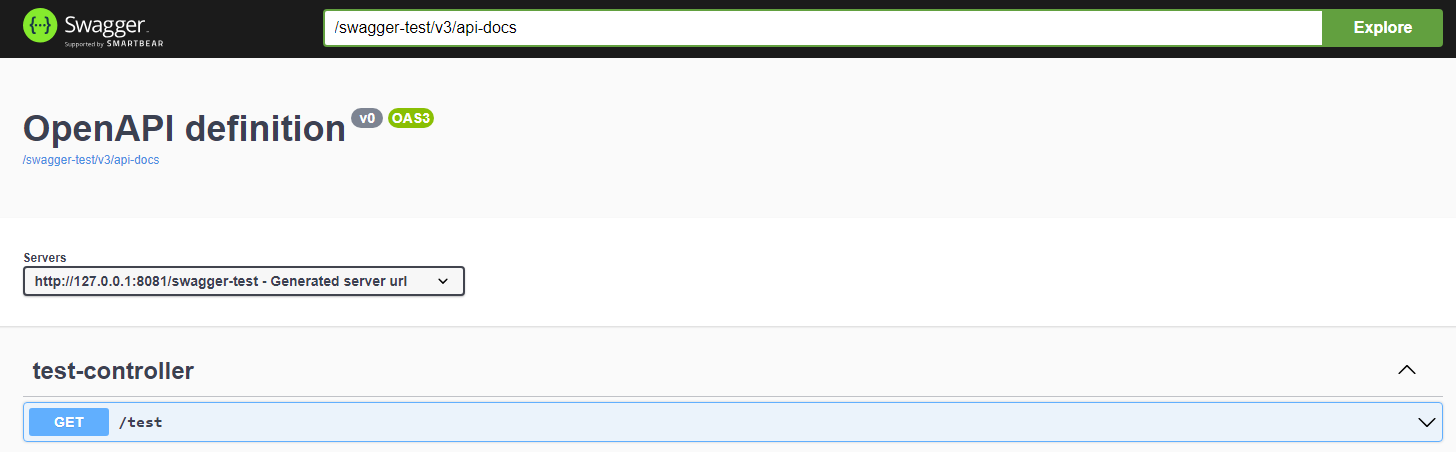 Swagger
Supported by SMARTBEAR
/swagger-test/v3/api-docs
Explore
OpenAPI definition v0 OAS3
/swagger-test/v3/api-docs
Servers
http://127.0.0.1:8081/swagger-test - Generated server url
test-controller
GET /test